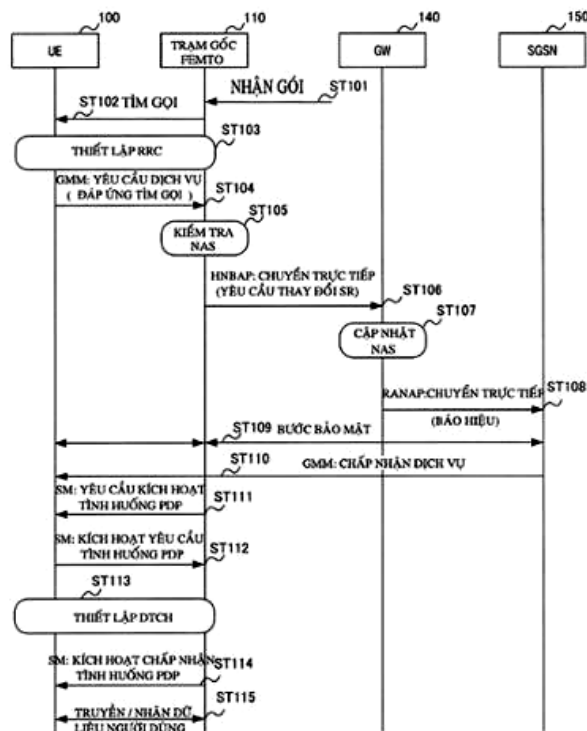 100
110
140
150
UE
TRẠM GỐC
FEMTO
GW
SGSN
NHẬN GÓI
ST101
ST102 TÌM GỌI
ST103
THIẾT LẬP RRC
GMM: YÊU CẦU DỊCH VỤ
( ĐÁP ỨNG TÌM GỌI )
ST104
ST105
KIỂM TRA
NAS
HNBAP: CHUYỂN TRỰC TIẾP
(YÊU CẦU THAY ĐỔI SR)
ST106
ST107
CẬP NHẬT
NAS
RANAP:CHUYỂN TRỰC TIẾP
ST108
(BÁO HIỆU)
ST109
BƯỚC BẢO MẬT
ST110
GMM: CHẤP NHẬN DỊCH VỤ
SM: YÊU CẦU KÍCH HOẠT
TÌNH HUỐNG PDP
ST111
SM: KÍCH HOẠT YÊU CẦU
TÌNH HUỐNG PDP
ST112
ST113
THIẾT LẬP DTCH
SM: KÍCH HOẠT CHẤP NHẬN
TÌNH HUỐNG PDP
ST114
ST115
TRUYỀN / NHẬN DỮ
LIỆU NGƯỜI DÙNG